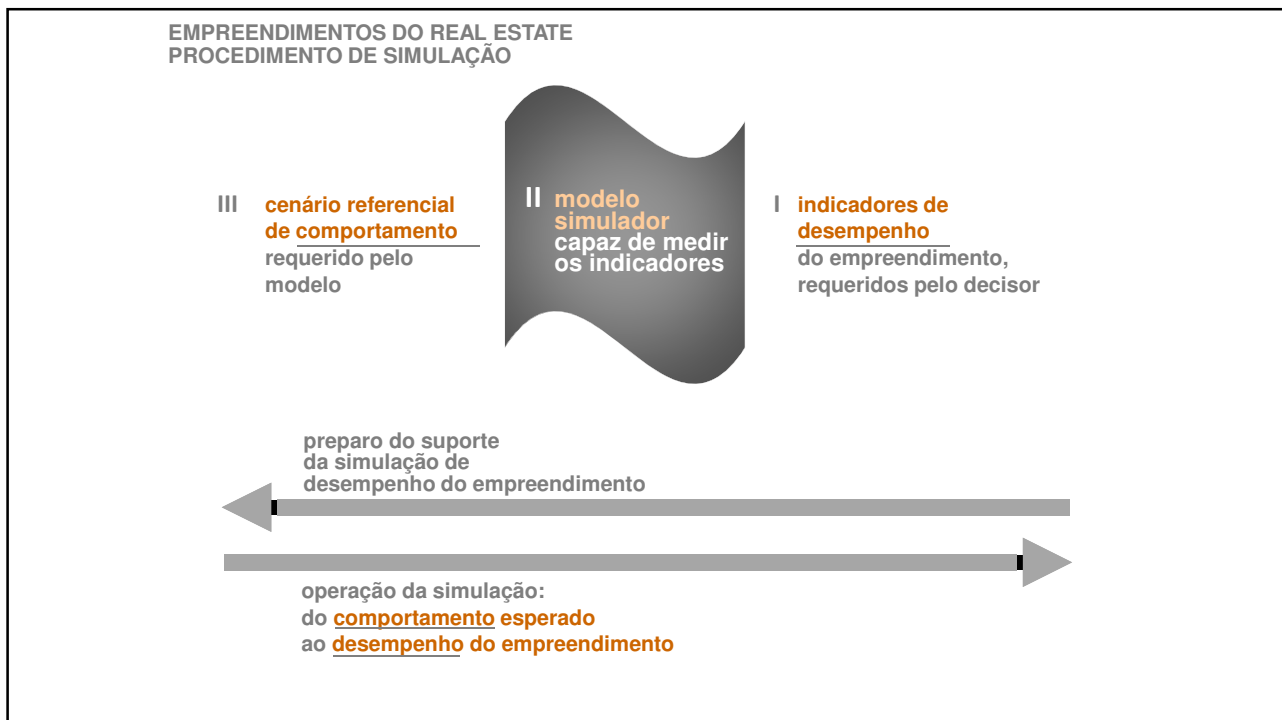 EMPREENDIMENTOS DO REAL ESTATE
PROCEDIMENTO DE SIMULAÇÃO
III
cenário referencial
de comportamento
requerido pelo
modelo
II
modelo
simulador
capaz de medir
os indicadores
I
indicadores de
desempenho
do empreendimento,
requeridos pelo decisor
preparo do suporte
da simulação de
desempenho do empreendimento
operação da simulação:
do comportamento esperado
ao desempenho do empreendimento